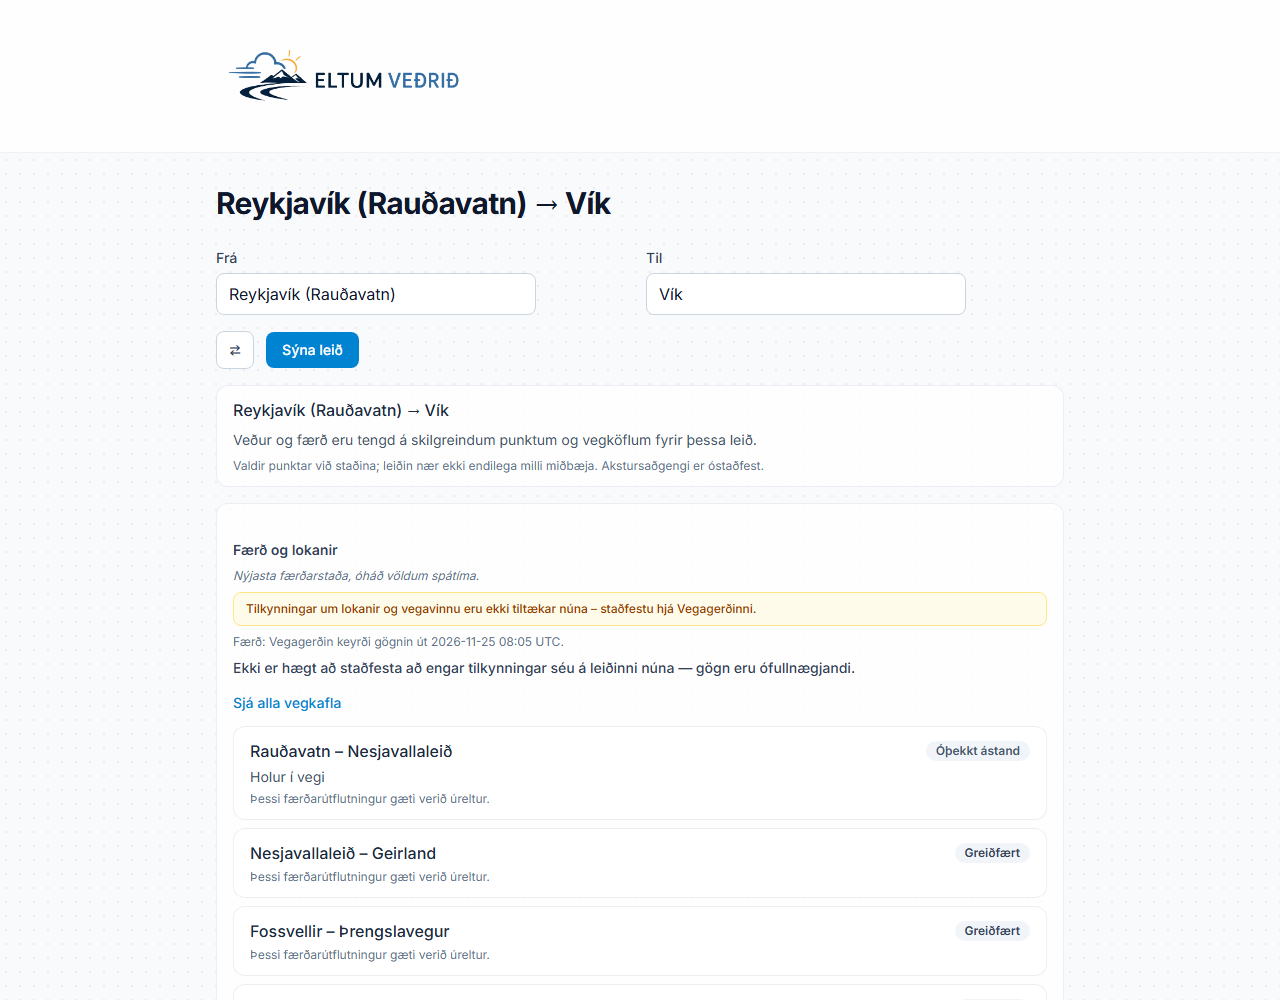 ELTUM VEÐRIÐ
Reykjavík (Rauðavatn) → Vík
Frá
Til
Reykjavík (Rauðavatn)
Vík
⇄
Sýna leið
Reykjavík (Rauðavatn) → Vík
Veður og færð eru tengd á skilgreindum punktum og vegköflum fyrir þessa leið.
Valdir punktar við staðina; leiðin nær ekki endilega milli miðbæja. Akstursaðgengi er óstaðfest.
Færð og lokanir
Nýjasta færðarstaða, óháð völdum spátíma.
Tilkynningar um lokanir og vegavinnu eru ekki tiltækar núna – staðfestu hjá Vegagerðinni.
Færð: Vegagerðin keyrði gögnin út 2026-11-25 08:05 UTC.
Ekki er hægt að staðfesta að engar tilkynningar séu á leiðinni núna — gögn eru ófullnægjandi.
Sjá alla vegkafla
Rauðavatn – Nesjavallaleið
Óþekkt ástand
Holur í vegi
Þessi færðarútflutningur gæti verið úreltur.
Nesjavallaleið – Geirland
Greiðfært
Þessi færðarútflutningur gæti verið úreltur.
Fossvellir – Þrengslavegur
Greiðfært
Þessi færðarútflutningur gæti verið úreltur.